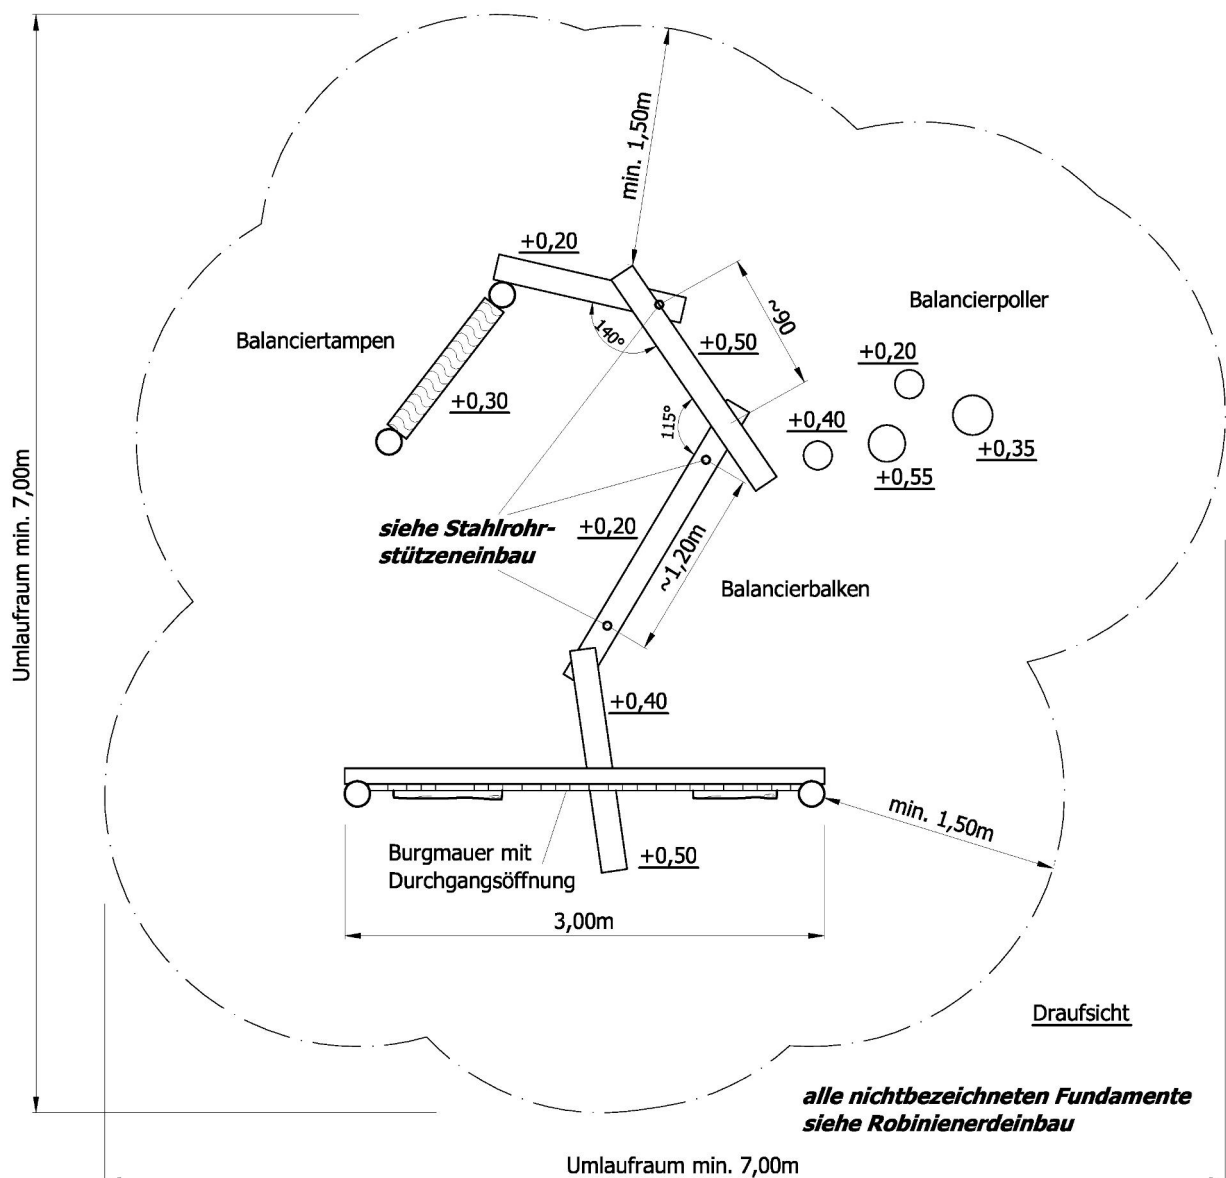 min. 1,50m
+0,20
Balancierpoller
~90
Balanciertampen
140°
+0,50
+0,20
+0,30
115°
+0,40
+0,35
+0,55
Umlaufraum min. 7,00m
siehe Stahlrohr-
stützeneinbau
+0,20
~1,20m
Balancierbalken
+0,40
min. 1,50m
Burgmauer mit
Durchgangsöffnung
+0,50
3,00m
Draufsicht
alle nichtbezeichneten Fundamente
siehe Robinienerdeinbau
Umlaufraum min. 7,00m